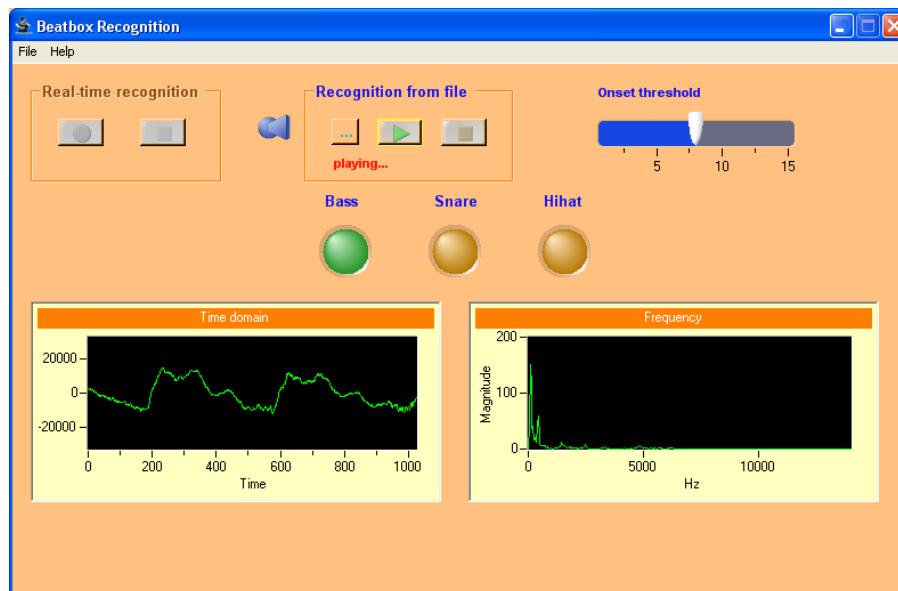 Beatbox Recognition
File Help
Real-time recognition
Recognition from file
...
playing...
Onset threshold
5 10 15
Bass Snare Hihat
Time domain
20000
0
-20000
0 200 400 600 800 1000
Time
Frequency
200
100
0
Magnitude
0 5000 10000
Hz